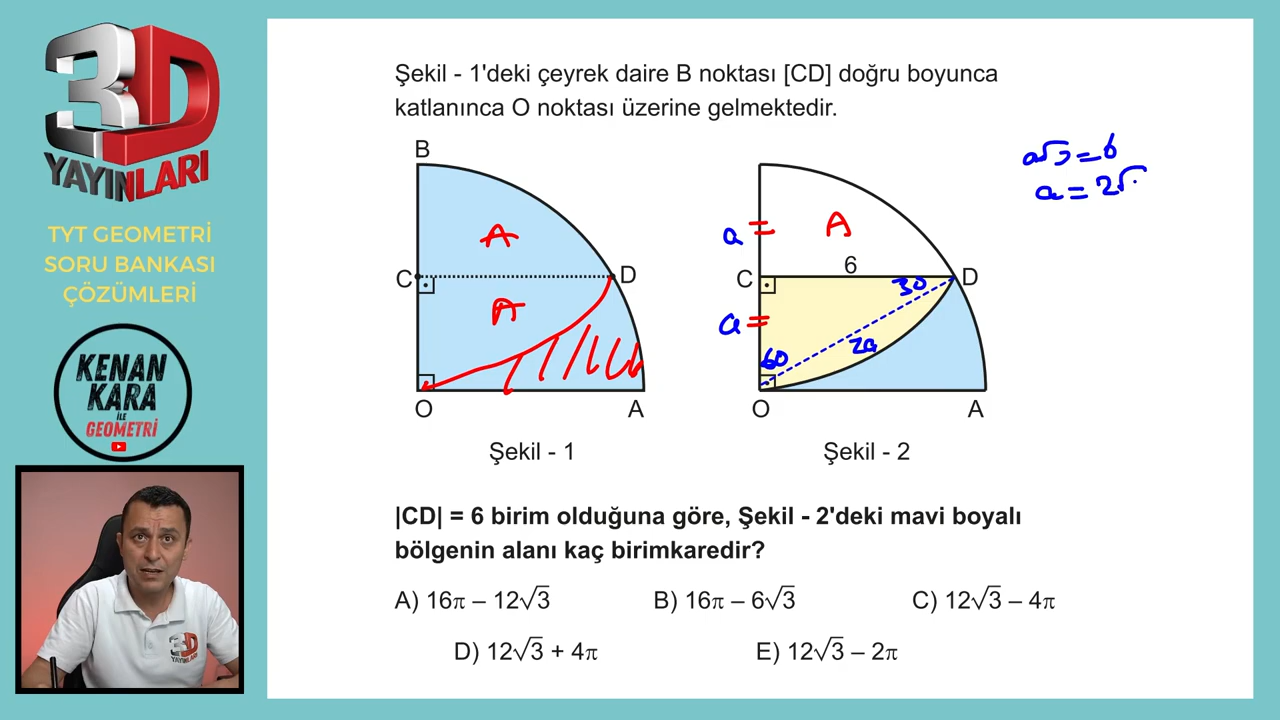 3D
YAYINLARI
TYT GEOMETRİ
SORU BANKASI
ÇÖZÜMLERİ
KENAN
KARA
İLE
GEOMETRİ
3D
YAYINLARI
Şekil - 1'deki çeyrek daire B noktası [CD] doğru boyunca
katlanınca O noktası üzerine gelmektedir.
B
A
C
D
A
O
A
Şekil - 1
a
A
6
C
30
D
a
60
2a
O
A
Şekil - 2
a√3 = 6
a = 2√
|CD| = 6 birim olduğuna göre, Şekil - 2'deki mavi boyalı
bölgenin alanı kaç birimkaredir?
A) 16π – 12√3
B) 16π – 6√3
C) 12√3 – 4π
D) 12√3 + 4π
E) 12√3 – 2π